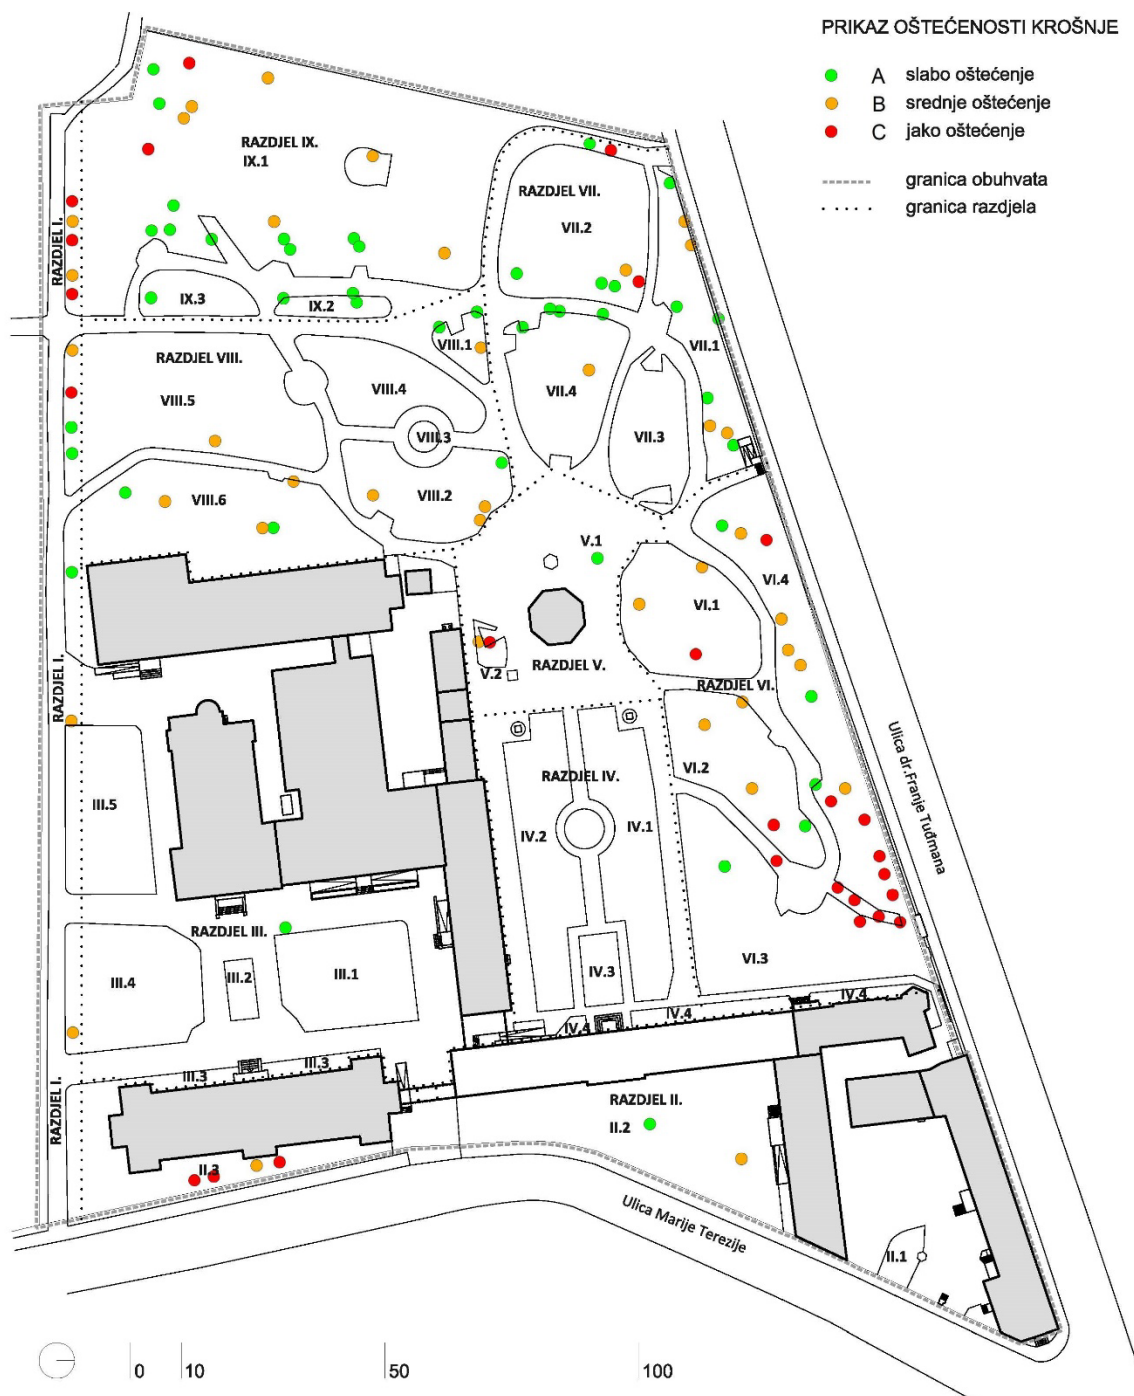 PRIKAZ OŠTEĆENOSTI KROŠNJE
A slabo oštećenje
B srednje oštećenje
C jako oštećenje
granica obuhvata
granica razdjela
RAZDJEL IX.
IX.1
RAZDJEL VII.
VII.2
RAZDJEL I.
IX.3
IX.2
VIII.1
VII.1
RAZDJEL VIII.
VIII.5
VIII.4
VII.4
VIII.3
VII.3
VIII.6
VIII.2
V.1
VI.4
VI.1
RAZDJEL V.
V.2
RAZDJEL VI.
RAZDJEL I.
Ulica dr.Franje Tuđmana
VI.2
RAZDJEL IV.
III.5
IV.2
IV.1
RAZDJEL III.
III.4
III.2
III.1
IV.3
VI.3
IV.4
IV.4
IV.4
III.3
III.3
RAZDJEL I.
RAZDJEL II.
II.2
II.3
Ulica Marije Terezije
II.1
0 10 50 100